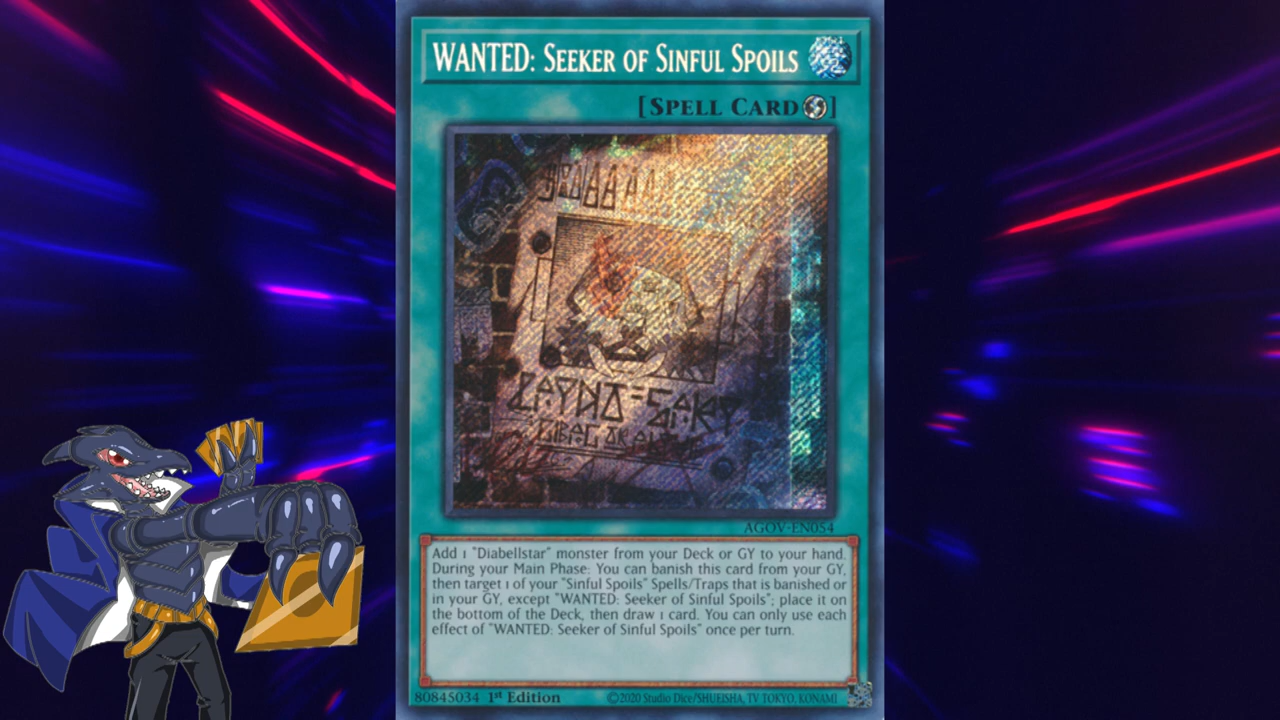 WANTED: SEEKER OF SINFUL SPOILS
[SPELL CARD]
AGOV-EN054
Add 1 "Diabellstar" monster from your Deck or GY to your hand.
During your Main Phase: You can banish this card from your GY,
then target 1 of your "Sinful Spoils" Spells/Traps that is banished or
in your GY, except "WANTED: Seeker of Sinful Spoils"; place it on
the bottom of the Deck, then draw 1 card. You can only use each
effect of "WANTED: Seeker of Sinful Spoils" once per turn.
80845034 1st Edition ©2020 Studio Dice/SHUEISHA, TV TOKYO, KONAMI